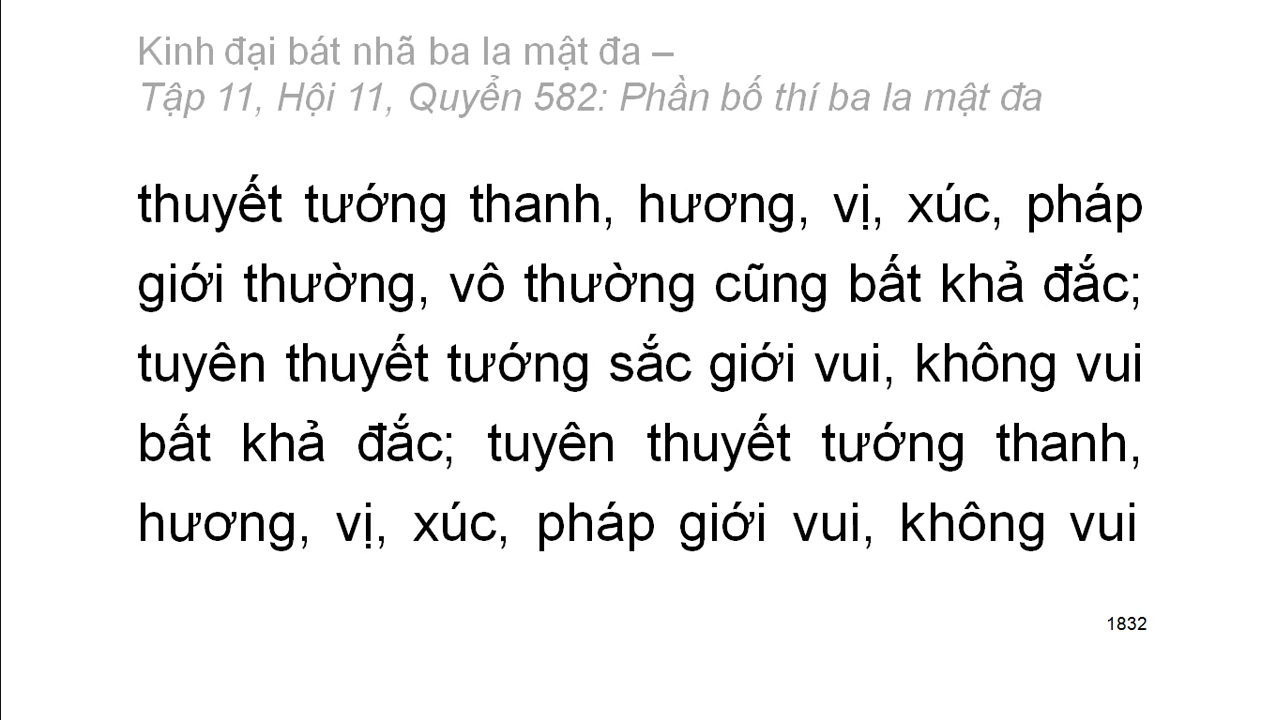 Kinh đại bát nhã ba la mật đa –
Tập 11, Hội 11, Quyển 582: Phần bố thí ba la mật đa
thuyết tướng thanh, hương, vị, xúc, pháp
giới thường, vô thường cũng bất khả đắc;
tuyên thuyết tướng sắc giới vui, không vui
bất khả đắc; tuyên thuyết tướng thanh,
hương, vị, xúc, pháp giới vui, không vui
1832